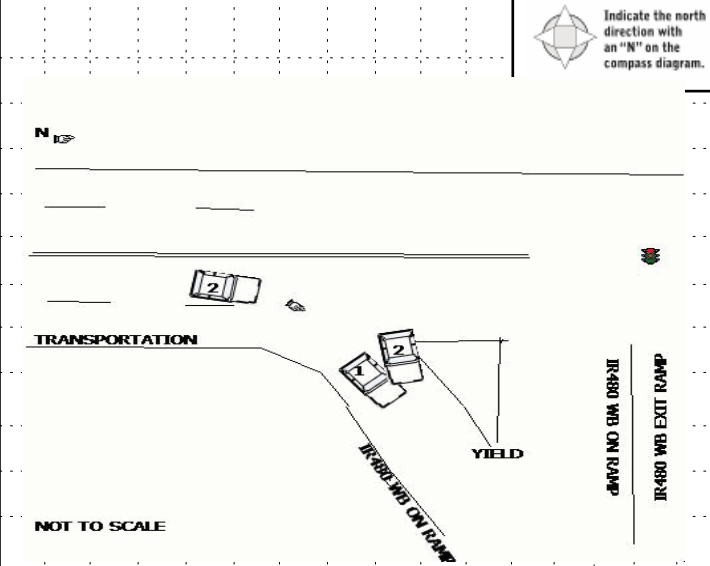 Indicate the north
direction with
an "N" on the
compass diagram.
N
2
TRANSPORTATION
1
2
YIELD
IR480 WB ON RAMP
IR480 WB ON RAMP
IR480 WB EXIT RAMP
NOT TO SCALE